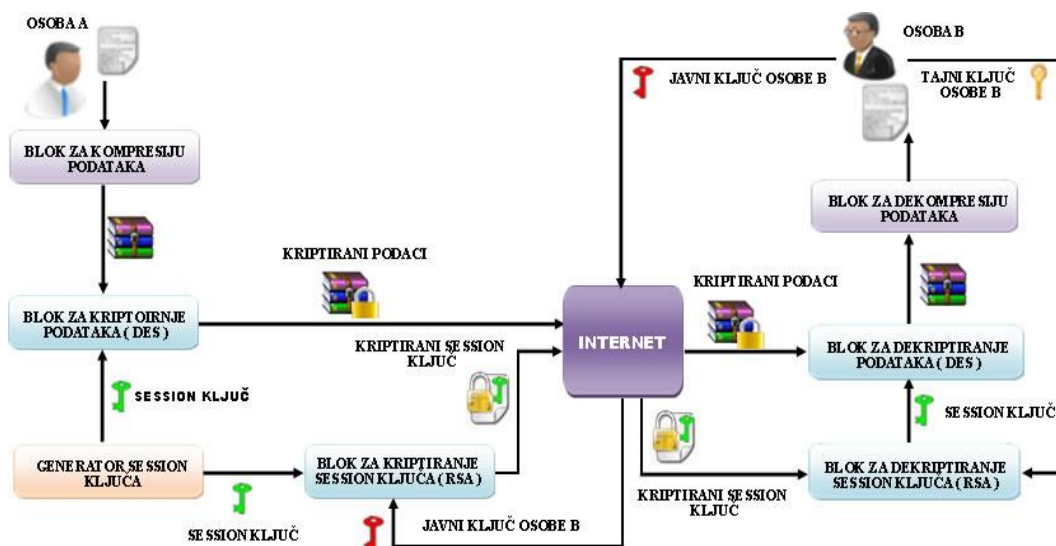 OSOBA A
OSOBA B
JAVNI KLJUČ OSOBE B
TAJNI KLJUČ
OSOBE B
BLOK ZA KOMPRESIJU
PODATAKA
BLOK ZA DEKOMPRESIJU
PODATAKA
KRIPTIRANI PODACI
KRIPTIRANI PODACI
BLOK ZA KRIPTOIRNJE
PODATAKA ( DES )
INTERNET
KRIPTIRANI SESSION
KLJUČ
BLOK ZA DEKRIPTIRANJE
PODATAKA ( DES )
SESSION KLJUČ
SESSION KLJUČ
GENERATOR SESSION
KLJUČA
BLOK ZA KRIPTIRANJE
SESSION KLJUČA ( RSA )
BLOK ZA DEKRIPTIRANJE
SESSION KLJUČA ( RSA )
KRIPTIRANI SESSION
KLJUČ
SESSION KLJUČ
JAVNI KLJUČ OSOBE B